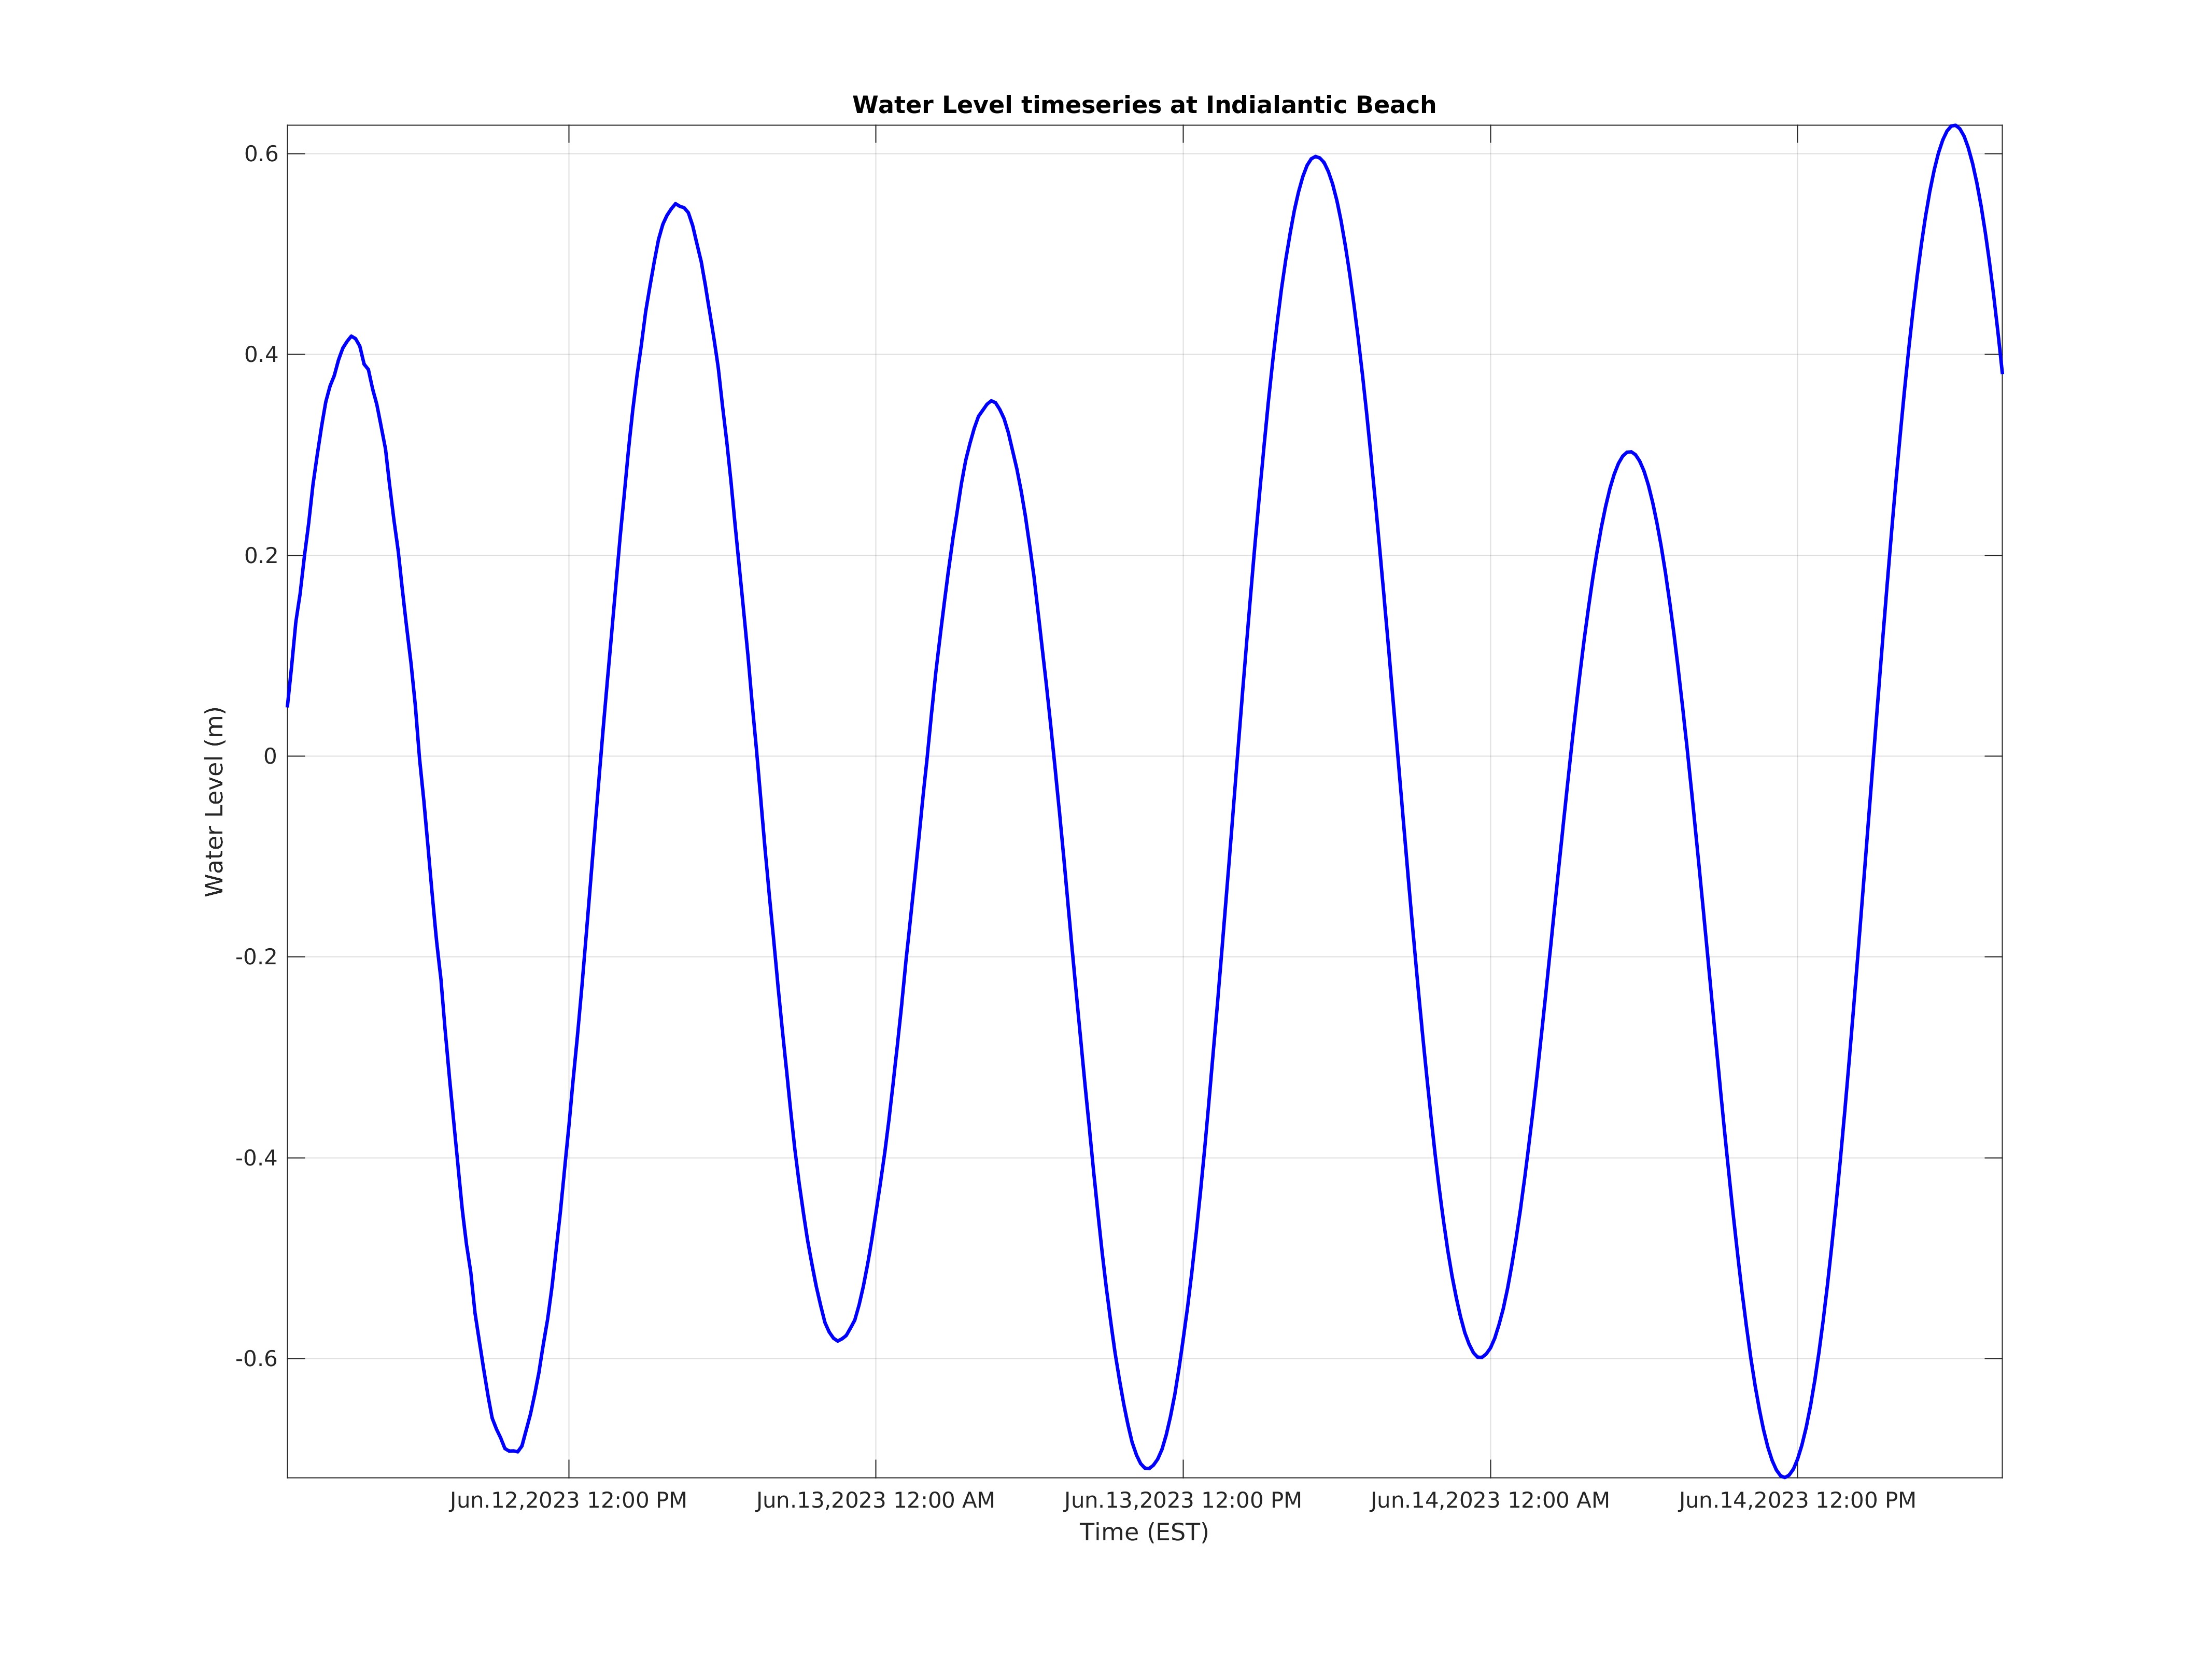 Water Level timeseries at Indialantic Beach
0.6
0.4
0.2
0
-0.2
-0.4
-0.6
Water Level (m)
Jun.12,2023 12:00 PM
Jun.13,2023 12:00 AM
Jun.13,2023 12:00 PM
Jun.14,2023 12:00 AM
Jun.14,2023 12:00 PM
Time (EST)